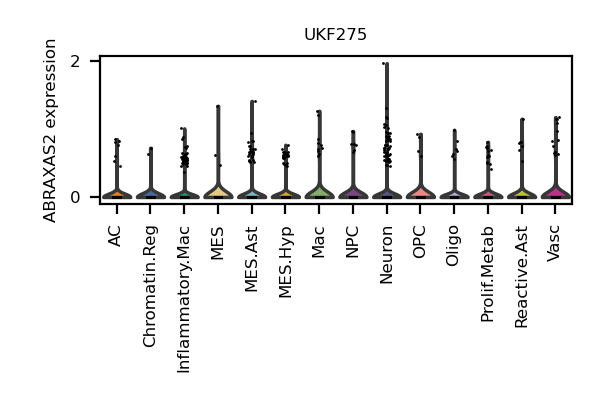 UKF275
ABRAXAS2 expression
2
0
AC
Chromatin.Reg
Inflammatory.Mac
MES
MES.Ast
MES.Hyp
Mac
NPC
Neuron
OPC
Oligo
Prolif.Metab
Reactive.Ast
Vasc